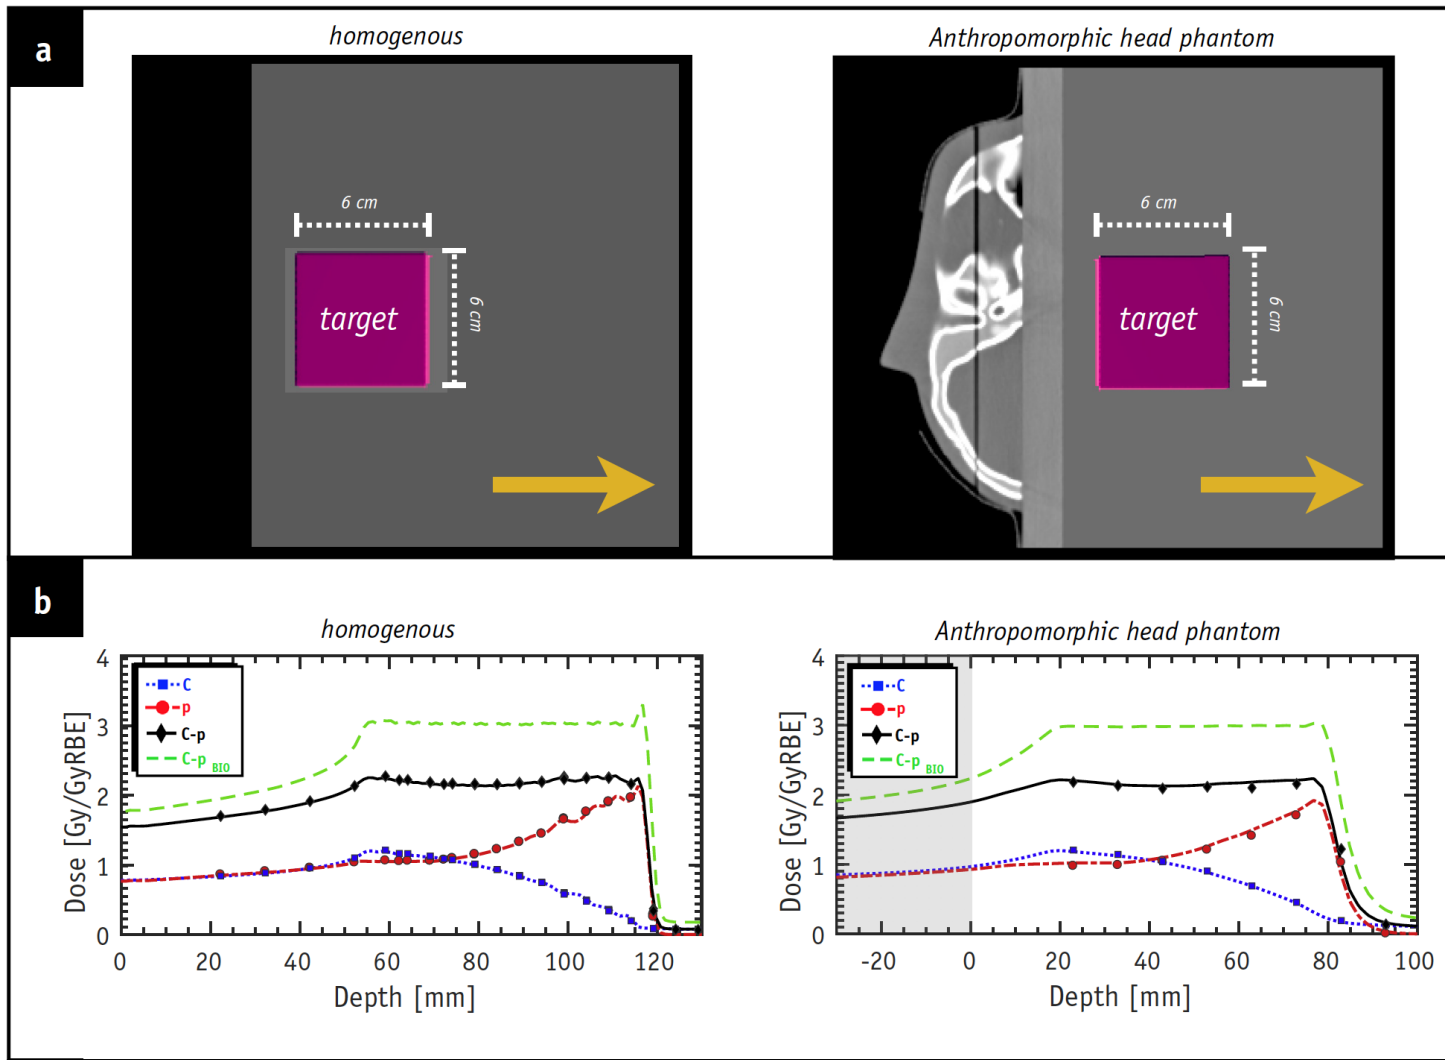 a
homogenous
Anthropomorphic head phantom
6 cm
target
6 cm
6 cm
target
6 cm
b
homogenous
Anthropomorphic head phantom
Dose [Gy/GyRBE]
4
3
2
1
0
C
p
C-p
C-p BIO
0 20 40 60 80 100 120
Depth [mm]
Dose [Gy/GyRBE]
4
3
2
1
0
C
p
C-p
C-p BIO
-20 0 20 40 60 80 100
Depth [mm]